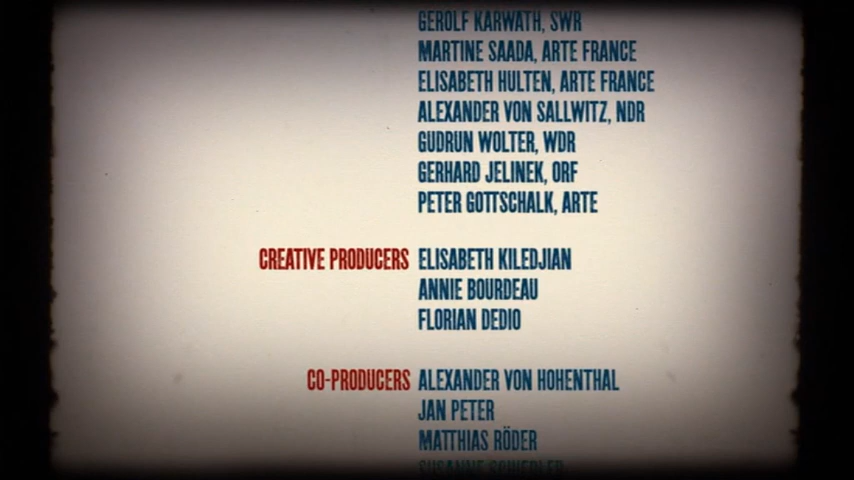 GEROLF KARWATH, SWR
MARTINE SAADA, ARTE FRANCE
ELISABETH HULTEN, ARTE FRANCE
ALEXANDER VON SALLWITZ, NDR
GUDRUN WOLTER, WDR
GERHARD JELINEK, ORF
PETER GOTTSCHALK, ARTE
CREATIVE PRODUCERS ELISABETH KILEDJIAN
ANNIE BOURDEAU
FLORIAN DEDIO
CO-PRODUCERS ALEXANDER VON HOHENTHAL
JAN PETER
MATTHIAS RÖDER
SUSANNE